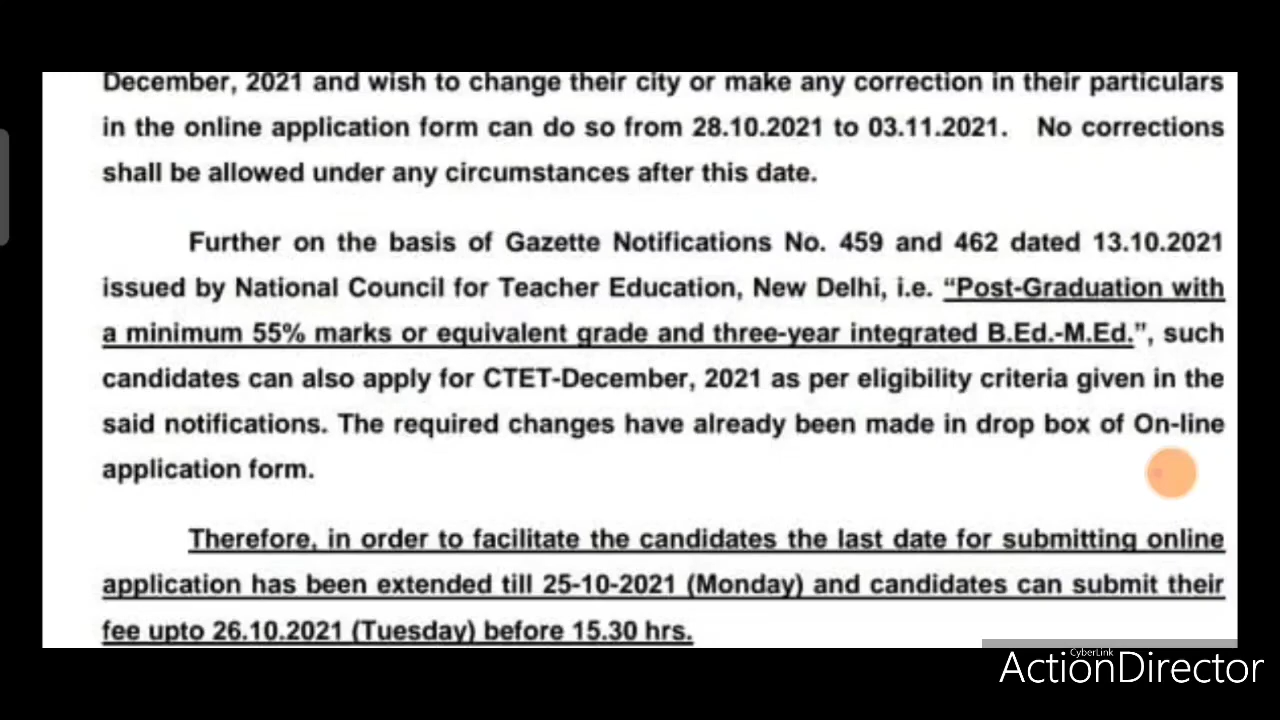 December, 2021 and wish to change their city or make any correction in their particulars
in the online application form can do so from 28.10.2021 to 03.11.2021. No corrections
shall be allowed under any circumstances after this date.
Further on the basis of Gazette Notifications No. 459 and 462 dated 13.10.2021
issued by National Council for Teacher Education, New Delhi, i.e. “Post-Graduation with
a minimum 55% marks or equivalent grade and three-year integrated B.Ed.-M.Ed.”, such
candidates can also apply for CTET-December, 2021 as per eligibility criteria given in the
said notifications. The required changes have already been made in drop box of On-line
application form.
Therefore, in order to facilitate the candidates the last date for submitting online
application has been extended till 25-10-2021 (Monday) and candidates can submit their
fee upto 26.10.2021 (Tuesday) before 15.30 hrs.
CyberLink
ActionDirector